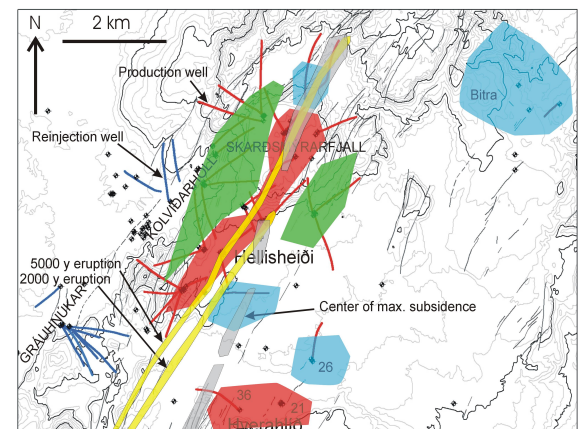 N
2 km
Production well
Bitra
Reinjection well
KOLVIÐARHÓLL
5000 y eruption
2000 y eruption
Hellisheiði
GRÁUHNÚKAR
Center of max. subsidence
26
36
21
Hverahlíð